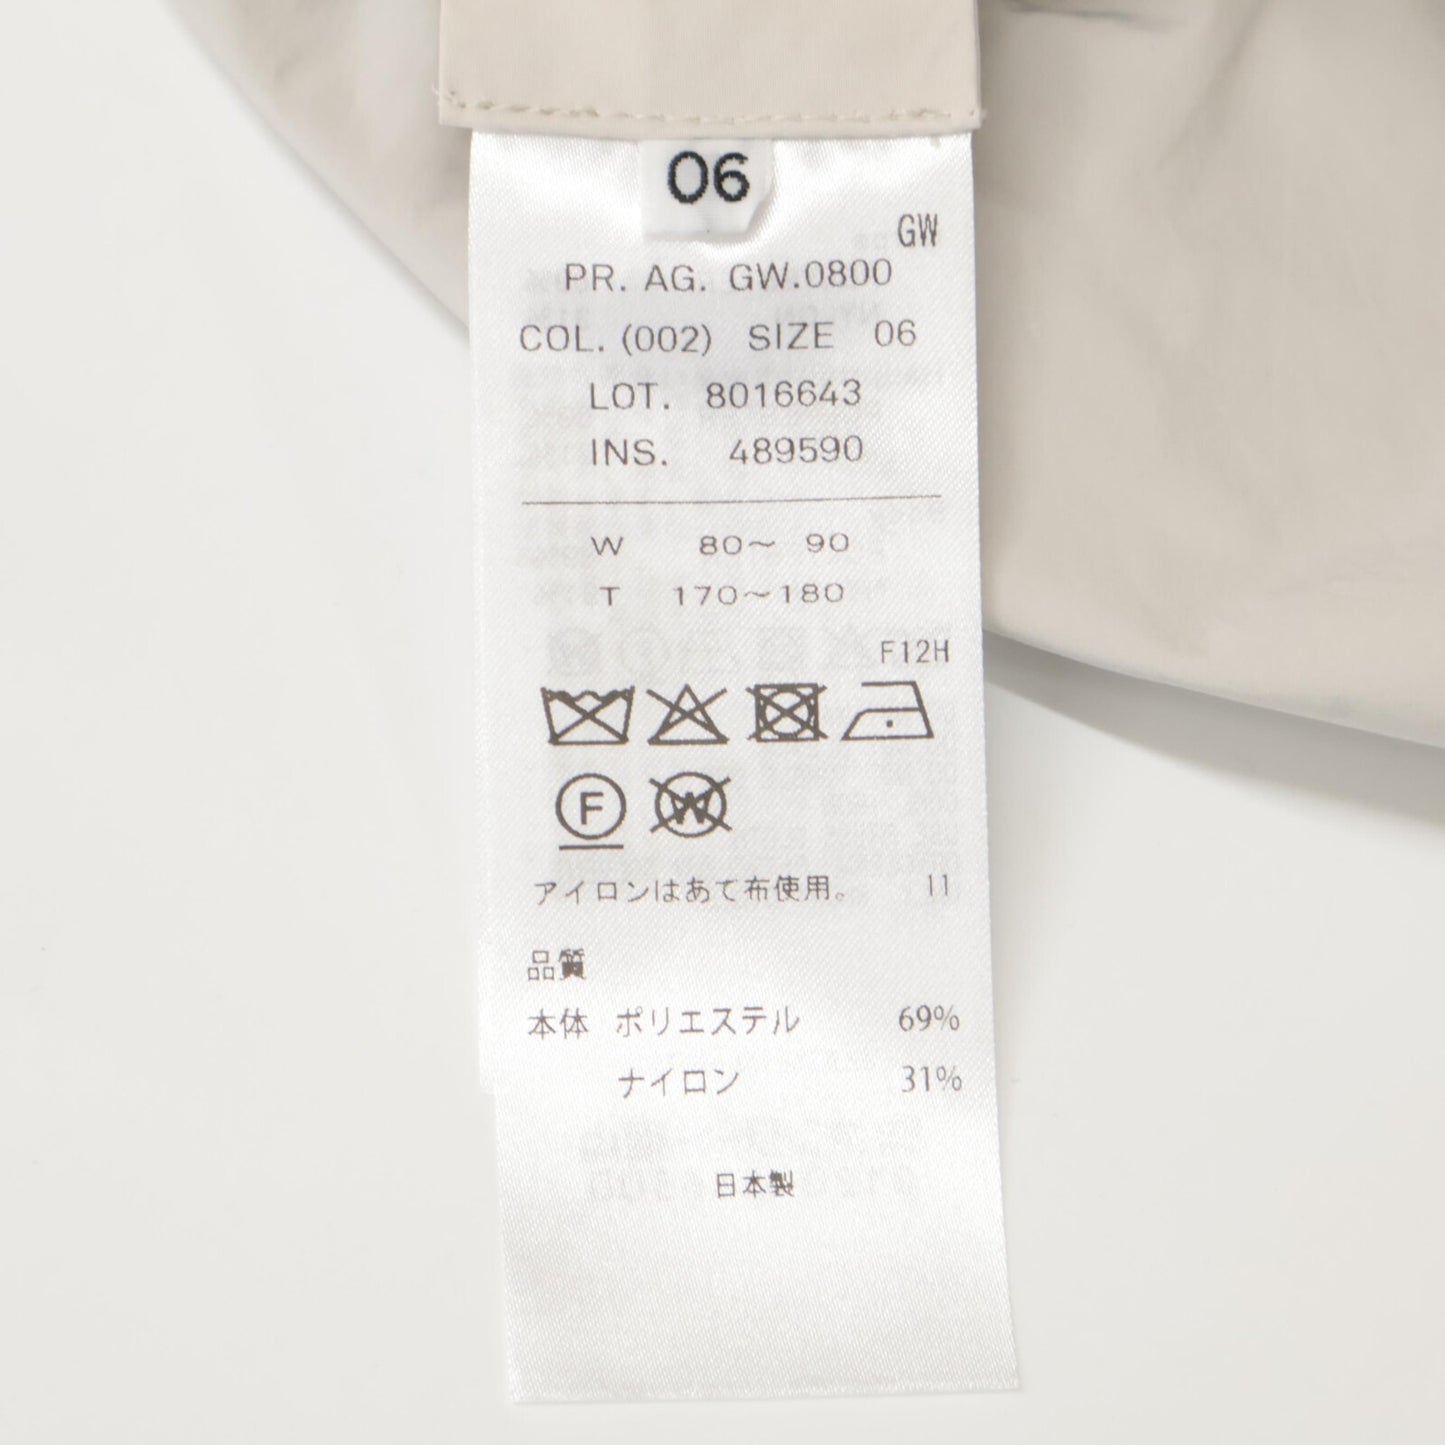 06
GW
PR. AG. GW.0800
COL. (002) SIZE 06
LOT. 8016643
INS. 489590
W 80～ 90
T 170～180
F12H
F W
アイロンはあて布使用。 11
品質
本体 ポリエステル 69%
ナイロン 31%
日本製